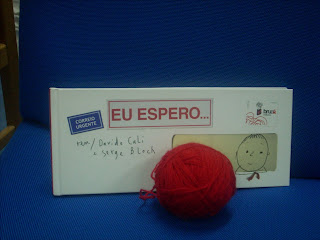 CORREIO
URGENTE
EU ESPERO...
Davide Cali
e Serge Bloch